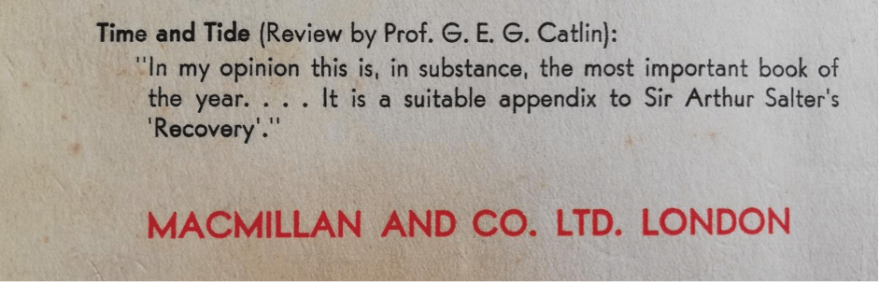 Time and Tide (Review by Prof. G. E. G. Catlin):
"In my opinion this is, in substance, the most important book of
the year. . . . It is a suitable appendix to Sir Arthur Salter's
'Recovery'."
MACMILLAN AND CO. LTD. LONDON